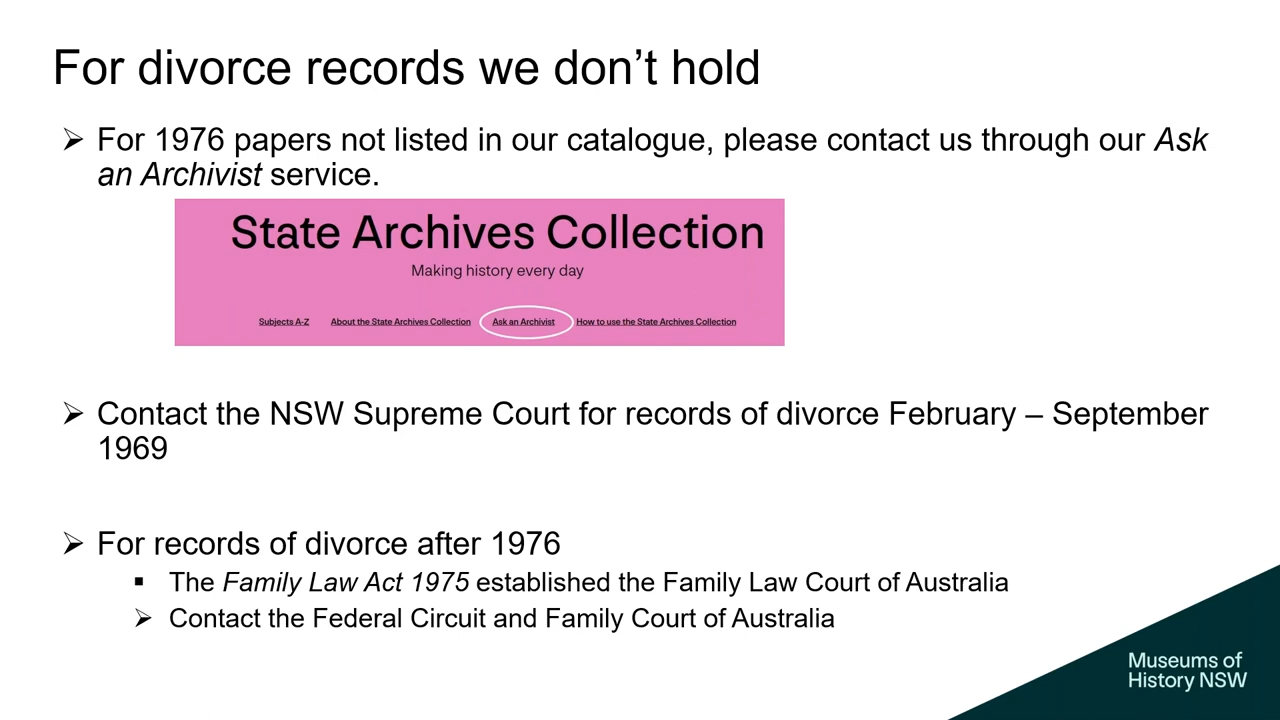 For divorce records we don’t hold
➢ For 1976 papers not listed in our catalogue, please contact us through our Ask
an Archivist service.
State Archives Collection
Making history every day
Subjects A-Z About the State Archives Collection Ask an Archivist How to use the State Archives Collection
➢ Contact the NSW Supreme Court for records of divorce February – September
1969
➢ For records of divorce after 1976
▪ The Family Law Act 1975 established the Family Law Court of Australia
➢ Contact the Federal Circuit and Family Court of Australia
Museums of
History NSW